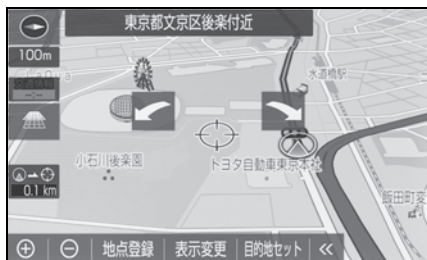 東京都文京区後楽付近
100m
LaQua
水道橋駅
小石川後楽園
トヨタ自動車東京本社
飯田町変
0.1 km
地点登録
表示変更
目的地セット